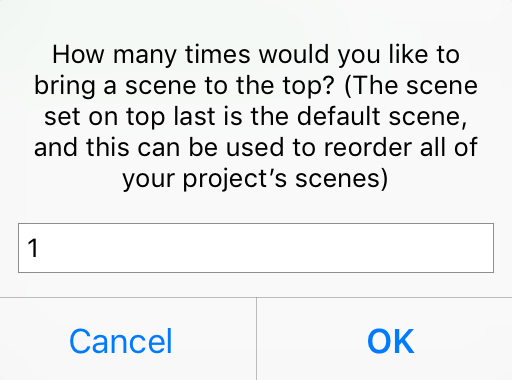 How many times would you like to
bring a scene to the top? (The scene
set on top last is the default scene,
and this can be used to reorder all of
your project’s scenes)
1
Cancel
OK